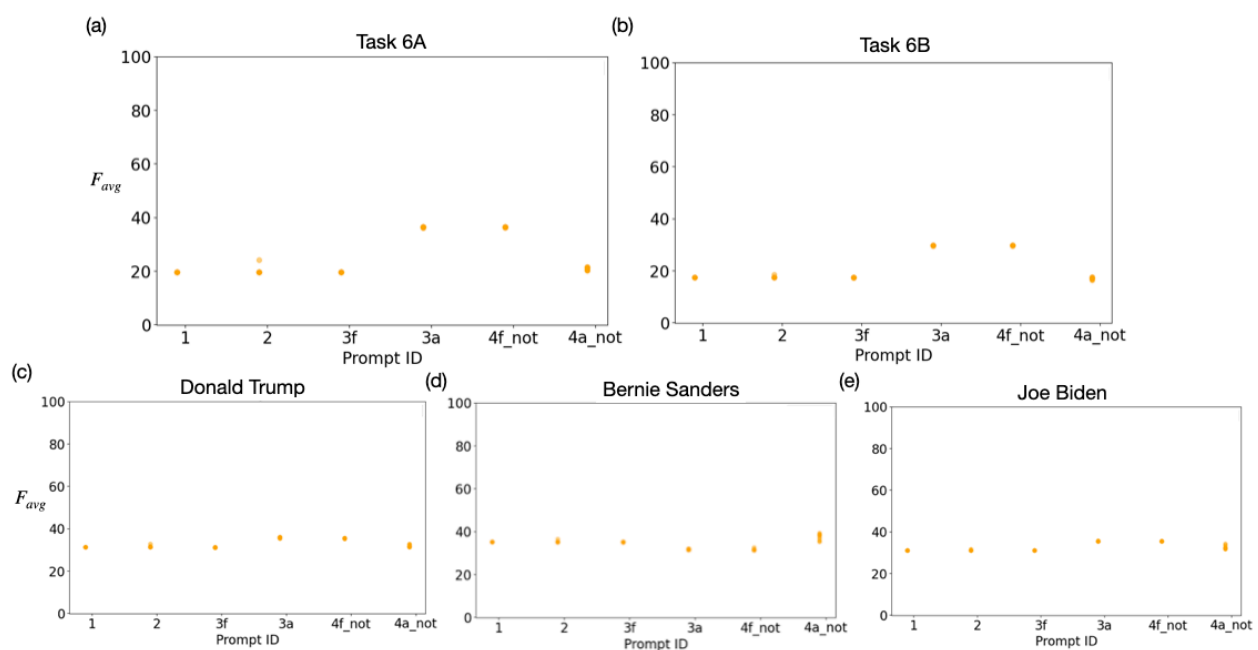 (a)
Task 6A
100
80
60
40
20
0
F_avg
1 2 3f 3a 4f_not 4a_not
Prompt ID
(b)
Task 6B
100
80
60
40
20
0
1 2 3f 3a 4f_not 4a_not
Prompt ID
(c)
Donald Trump
100
80
60
40
20
0
F_avg
1 2 3f 3a 4f_not 4a_not
Prompt ID
(d)
Bernie Sanders
100
80
60
40
20
0
1 2 3f 3a 4f_not 4a_not
Prompt ID
(e)
Joe Biden
100
80
60
40
20
0
1 2 3f 3a 4f_not 4a_not
Prompt ID